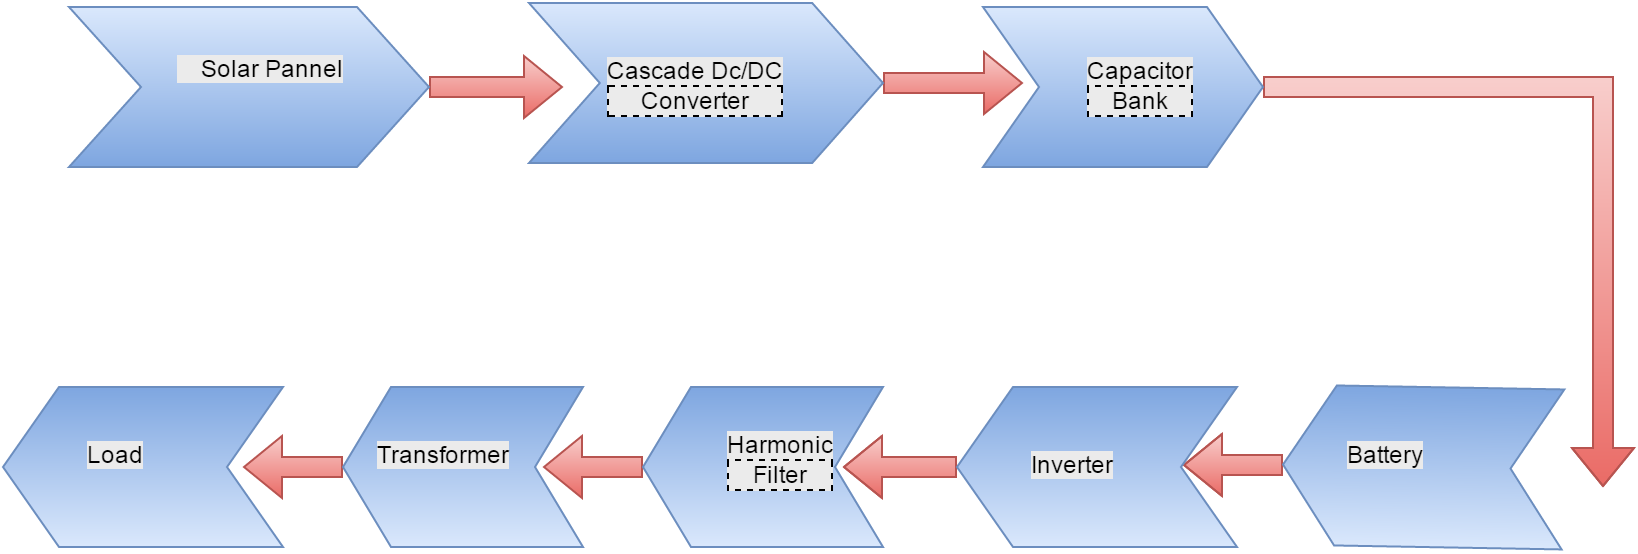 Solar Pannel
Cascade Dc/DC
Converter
Capacitor
Bank
Load
Transformer
Harmonic
Filter
Inverter
Battery